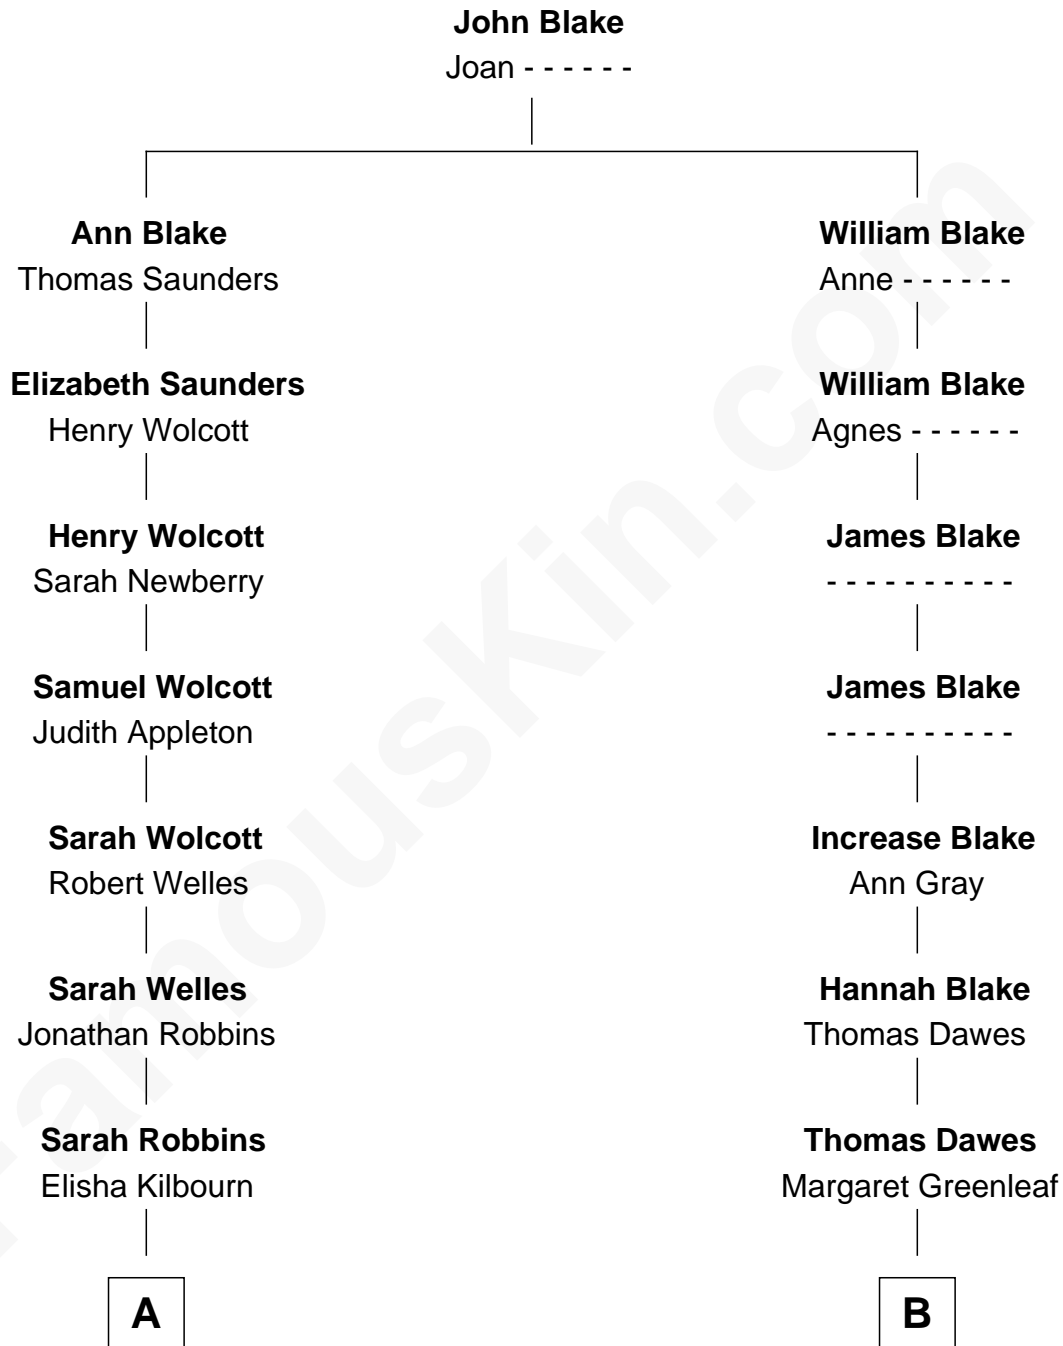 John Blake
Joan - - - - - -
Ann Blake
Thomas Saunders
William Blake
Anne - - - - - -
Elizabeth Saunders
Henry Wolcott
William Blake
Agnes - - - - - -
Henry Wolcott
Sarah Newberry
James Blake
- - - - - - - - - -
Samuel Wolcott
Judith Appleton
James Blake
- - - - - - - - - -
Sarah Wolcott
Robert Welles
Increase Blake
Ann Gray
Sarah Welles
Jonathan Robbins
Hannah Blake
Thomas Dawes
Sarah Robbins
Elisha Kilbourn
Thomas Dawes
Margaret Greenleaf
A
B
FamousKin.com